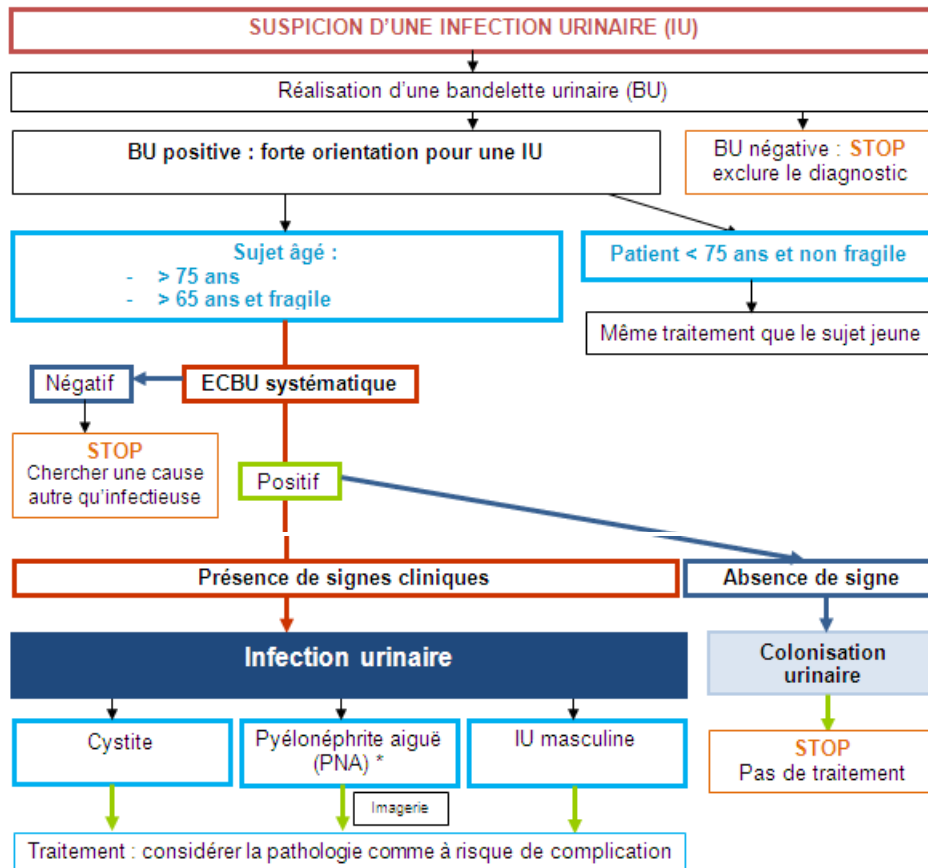 SUSPICION D'UNE INFECTION URINAIRE (IU)
Réalisation d'une bandelette urinaire (BU)
BU positive : forte orientation pour une IU
BU négative : STOP
exclure le diagnostic
Sujet âgé :
- > 75 ans
- > 65 ans et fragile
Patient < 75 ans et non fragile
Même traitement que le sujet jeune
Négatif
ECBU systématique
STOP
Chercher une cause
autre qu'infectieuse
Positif
Présence de signes cliniques
Absence de signe
Infection urinaire
Colonisation
urinaire
Cystite
Pyélonéphrite aiguë
(PNA) *
IU masculine
STOP
Pas de traitement
Imagerie
Traitement : considérer la pathologie comme à risque de complication